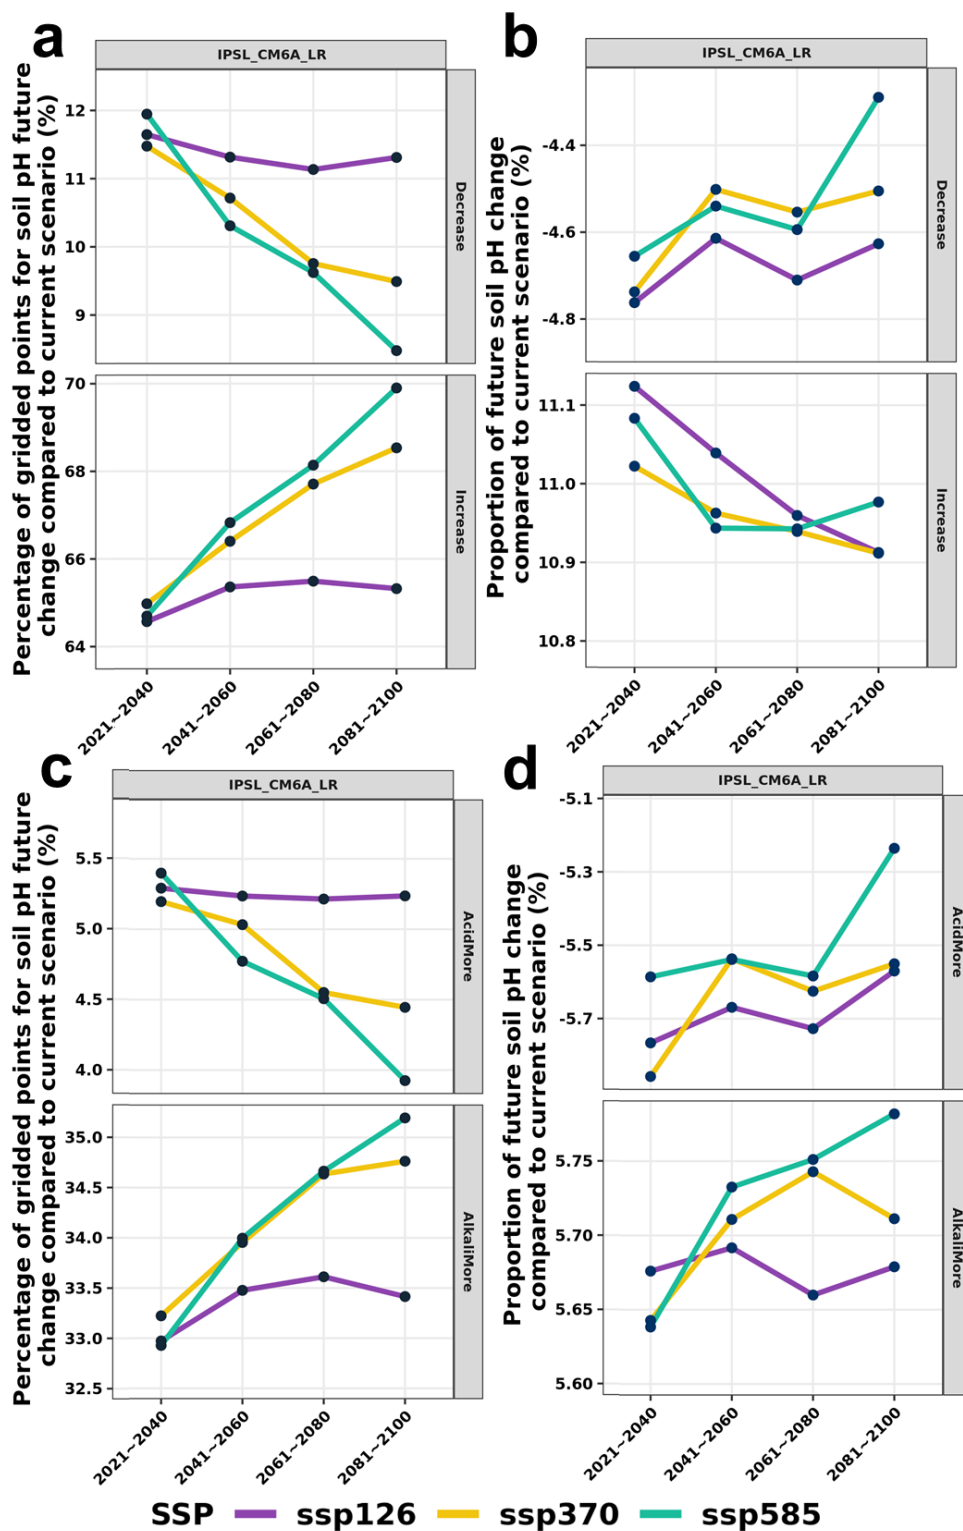 a
IPSL_CM6A_LR
Percentage of gridded points for soil pH future
change compared to current scenario (%)
12
11
10
9
Decrease
70
68
66
64
Increase
2021~2040
2041~2060
2061~2080
2081~2100
b
IPSL_CM6A_LR
Proportion of future soil pH change
compared to current scenario (%)
-4.4
-4.6
-4.8
Decrease
11.1
11.0
10.9
10.8
Increase
2021~2040
2041~2060
2061~2080
2081~2100
c
IPSL_CM6A_LR
Percentage of gridded points for soil pH future
change compared to current scenario (%)
5.5
5.0
4.5
4.0
AcidMore
35.0
34.5
34.0
33.5
33.0
32.5
AlkaliMore
2021~2040
2041~2060
2061~2080
2081~2100
d
IPSL_CM6A_LR
Proportion of future soil pH change
compared to current scenario (%)
-5.1
-5.3
-5.5
-5.7
AcidMore
5.75
5.70
5.65
5.60
AlkaliMore
2021~2040
2041~2060
2061~2080
2081~2100
SSP ssp126 ssp370 ssp585